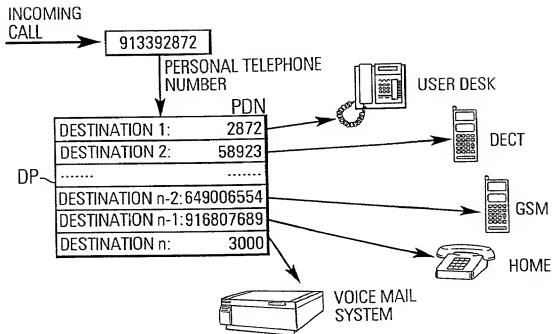 INCOMING
CALL
913392872
PERSONAL TELEPHONE
NUMBER
PDN
DESTINATION 1: 2872
DESTINATION 2: 58923
....... .......
DESTINATION n-2: 649006554
DESTINATION n-1: 916807689
DESTINATION n: 3000
DP
USER DESK
DECT
GSM
HOME
VOICE MAIL
SYSTEM